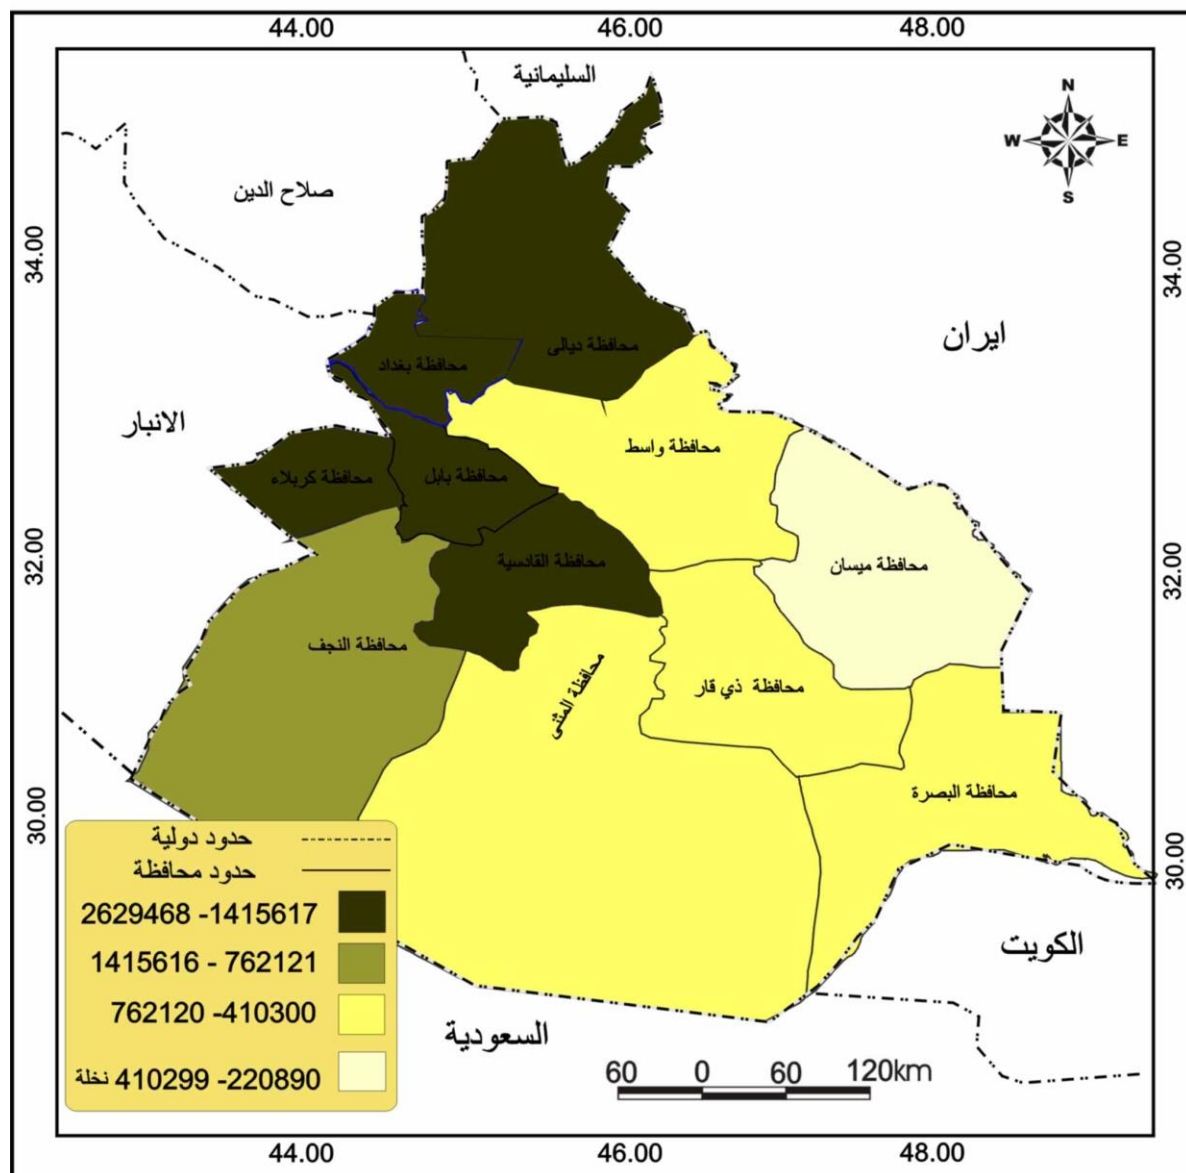 44.00 46.00 48.00
السليمانية
N
W E
S
صلاح الدين
34.00
34.00
ايران
محافظة ديالى
محافظة بغداد
الانبار
محافظة واسط
محافظة كربلاء
محافظة بابل
32.00
32.00
محافظة القادسية
محافظة ميسان
محافظة النجف
محافظة المثنى
محافظة ذي قار
محافظة البصرة
30.00
30.00
حدود دولية
حدود محافظة
2629468 -1415617
1415616 - 762121
762120 -410300
410299 -220890 نخلة
الكويت
السعودية
60 0 60 120km
44.00 46.00 48.00